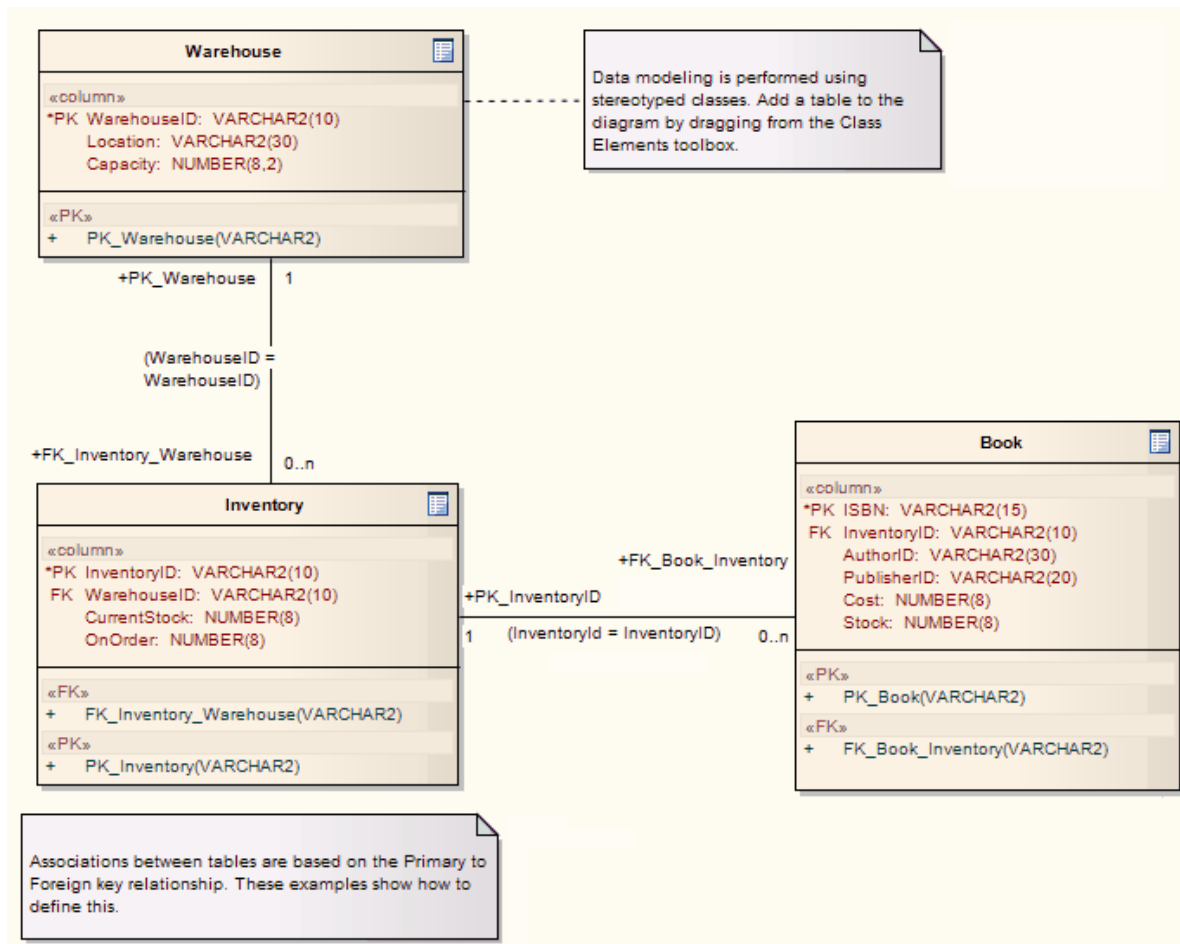 Warehouse
«column»
*PK WarehouseID: VARCHAR2(10)
Location: VARCHAR2(30)
Capacity: NUMBER(8,2)
«PK»
+ PK_Warehouse(VARCHAR2)
Data modeling is performed using
stereotyped classes. Add a table to the
diagram by dragging from the Class
Elements toolbox.
+PK_Warehouse 1
(WarehouseID =
WarehouseID)
+FK_Inventory_Warehouse 0..n
Inventory
«column»
*PK InventoryID: VARCHAR2(10)
FK WarehouseID: VARCHAR2(10)
CurrentStock: NUMBER(8)
OnOrder: NUMBER(8)
«FK»
+ FK_Inventory_Warehouse(VARCHAR2)
«PK»
+ PK_Inventory(VARCHAR2)
+FK_Book_Inventory
+PK_InventoryID
1 (InventoryId = InventoryID) 0..n
Book
«column»
*PK ISBN: VARCHAR2(15)
FK InventoryID: VARCHAR2(10)
AuthorID: VARCHAR2(30)
PublisherID: VARCHAR2(20)
Cost: NUMBER(8)
Stock: NUMBER(8)
«PK»
+ PK_Book(VARCHAR2)
«FK»
+ FK_Book_Inventory(VARCHAR2)
Associations between tables are based on the Primary to
Foreign key relationship. These examples show how to
define this.